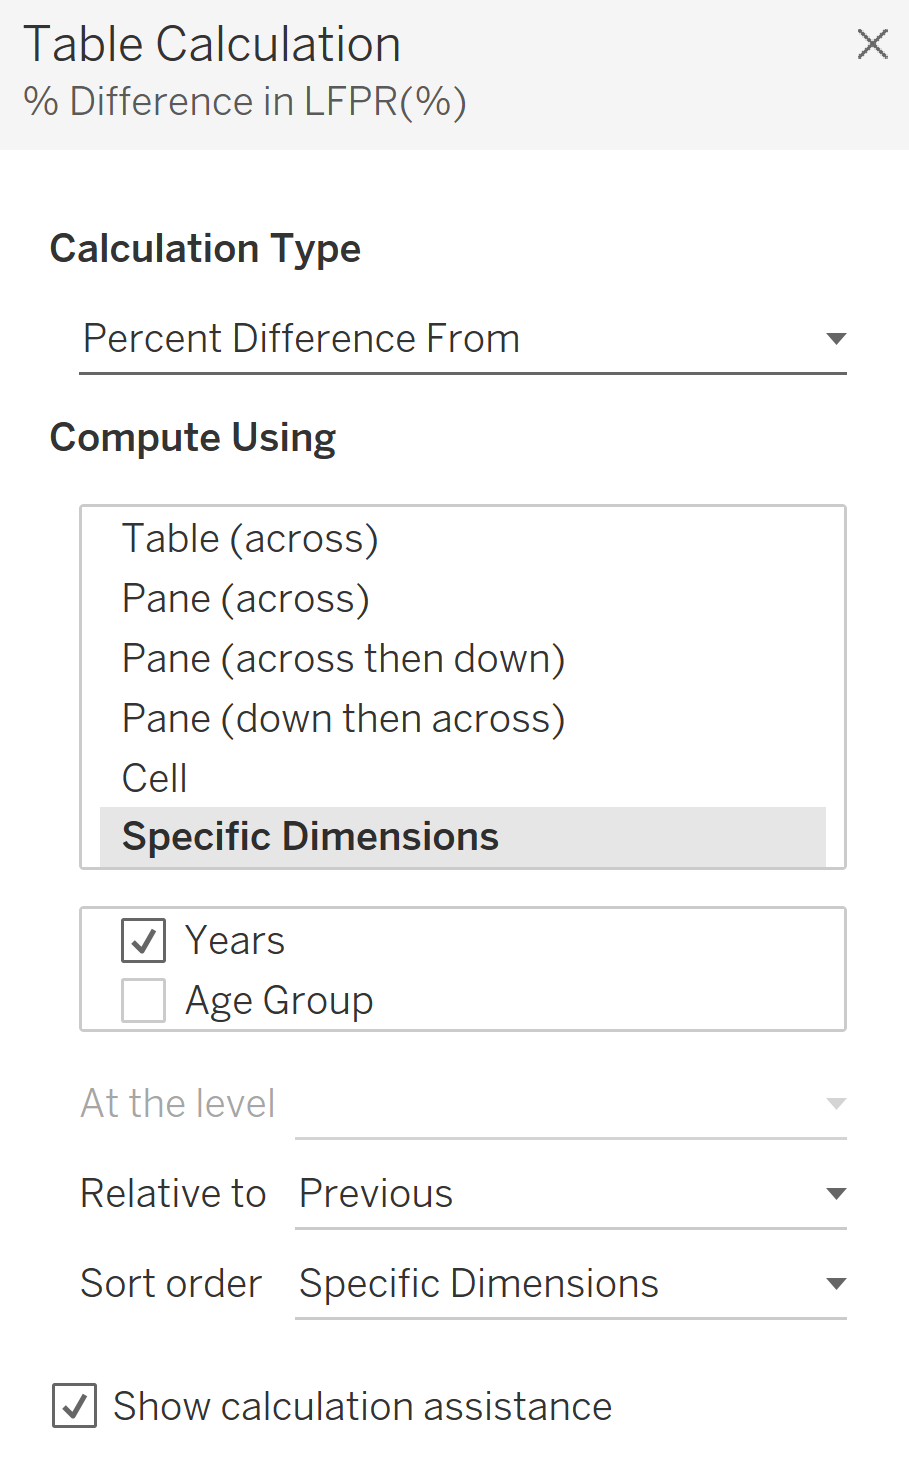 Table Calculation
% Difference in LFPR(%)
Calculation Type
Percent Difference From
Compute Using
Table (across)
Pane (across)
Pane (across then down)
Pane (down then across)
Cell
Specific Dimensions
Years
Age Group
At the level
Relative to Previous
Sort order Specific Dimensions
Show calculation assistance